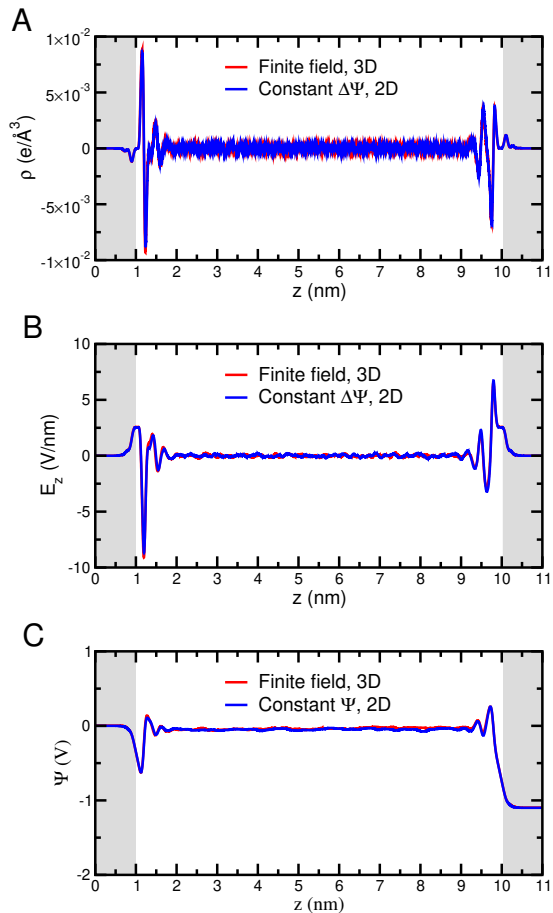 A
1×10⁻²
5×10⁻³
0
-5×10⁻³
-1×10⁻²
ρ (e/Å³)
Finite field, 3D
Constant ΔΨ, 2D
0 1 2 3 4 5 6 7 8 9 10 11
z (nm)
B
10
5
0
-5
-10
E_z (V/nm)
Finite field, 3D
Constant ΔΨ, 2D
0 1 2 3 4 5 6 7 8 9 10 11
z (nm)
C
1
0
-1
-2
Ψ (V)
Finite field, 3D
Constant Ψ, 2D
0 1 2 3 4 5 6 7 8 9 10 11
z (nm)